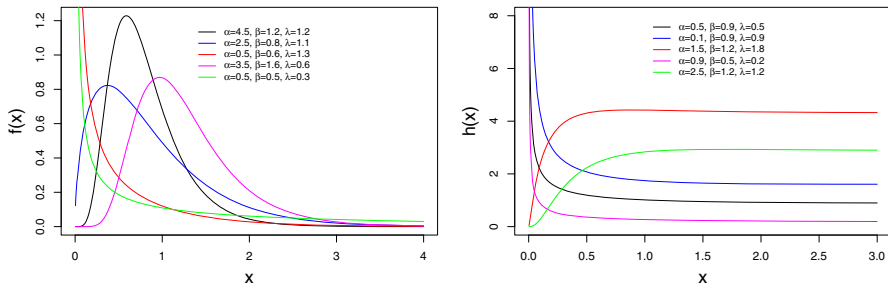 f(x)
1.2
1.0
0.8
0.6
0.4
0.2
0.0
α=4.5, β=1.2, λ=1.2
α=2.5, β=0.8, λ=1.1
α=0.5, β=0.6, λ=1.3
α=3.5, β=1.6, λ=0.6
α=0.5, β=0.5, λ=0.3
0 1 2 3 4
x
h(x)
8
6
4
2
0
α=0.5, β=0.9, λ=0.5
α=0.1, β=0.9, λ=0.9
α=1.5, β=1.2, λ=1.8
α=0.9, β=0.5, λ=0.2
α=2.5, β=1.2, λ=1.2
0.0 0.5 1.0 1.5 2.0 2.5 3.0
x